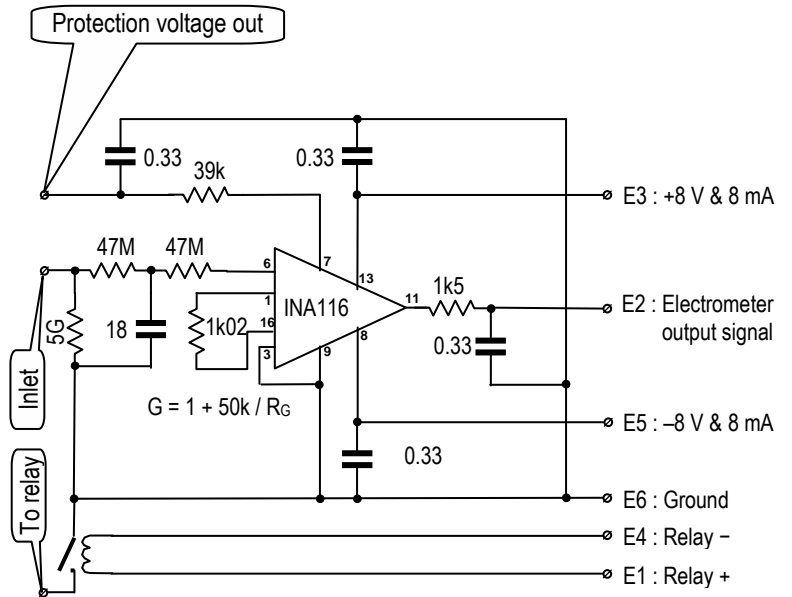 Protection voltage out
0.33
0.33
39k
E3 : +8 V & 8 mA
47M
47M
6
7
13
1
INA116
11
1k5
5G
18
1k02
16
3
9
8
E2 : Electrometer
output signal
0.33
Inlet
G = 1 + 50k / RG
E5 : –8 V & 8 mA
0.33
To relay
E6 : Ground
E4 : Relay −
E1 : Relay +